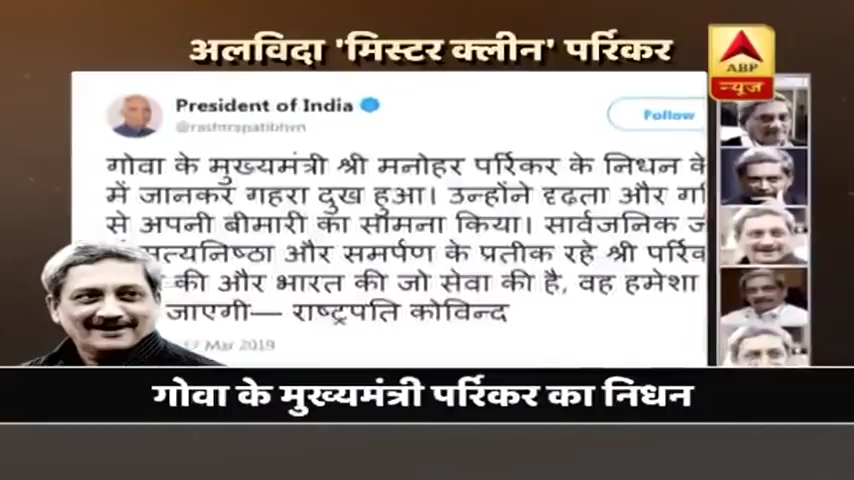 अलविदा 'मिस्टर क्लीन' पर्रिकर
ABP
न्यूज़
President of India
@rashtrapatibhvn
Follow
गोवा के मुख्यमंत्री श्री मनोहर पर्रिकर के निधन के
में जानकर गहरा दुख हुआ। उन्होंने दृढता और
से अपनी बीमारी का सामना किया। सार्वजनिक
सत्यनिष्ठा और समर्पण के प्रतीक रहे श्री
की और भारत की जो सेवा की है, वह हमेशा
जाएगी— राष्ट्रपति कोविन्द
17 Mar 2019
गोवा के मुख्यमंत्री पर्रिकर का निधन